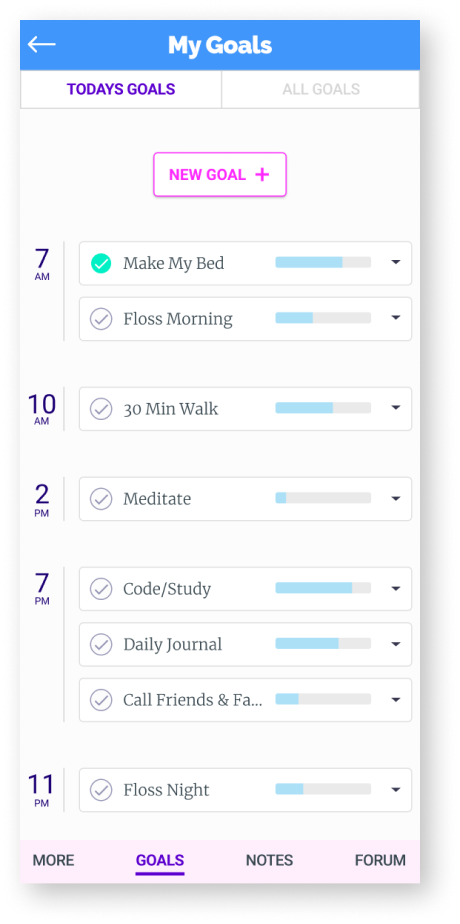 My Goals
TODAYS GOALS
ALL GOALS
NEW GOAL +
7
AM
Make My Bed
Floss Morning
10
AM
30 Min Walk
2
PM
Meditate
7
PM
Code/Study
Daily Journal
Call Friends & Fa...
11
PM
Floss Night
MORE
GOALS
NOTES
FORUM